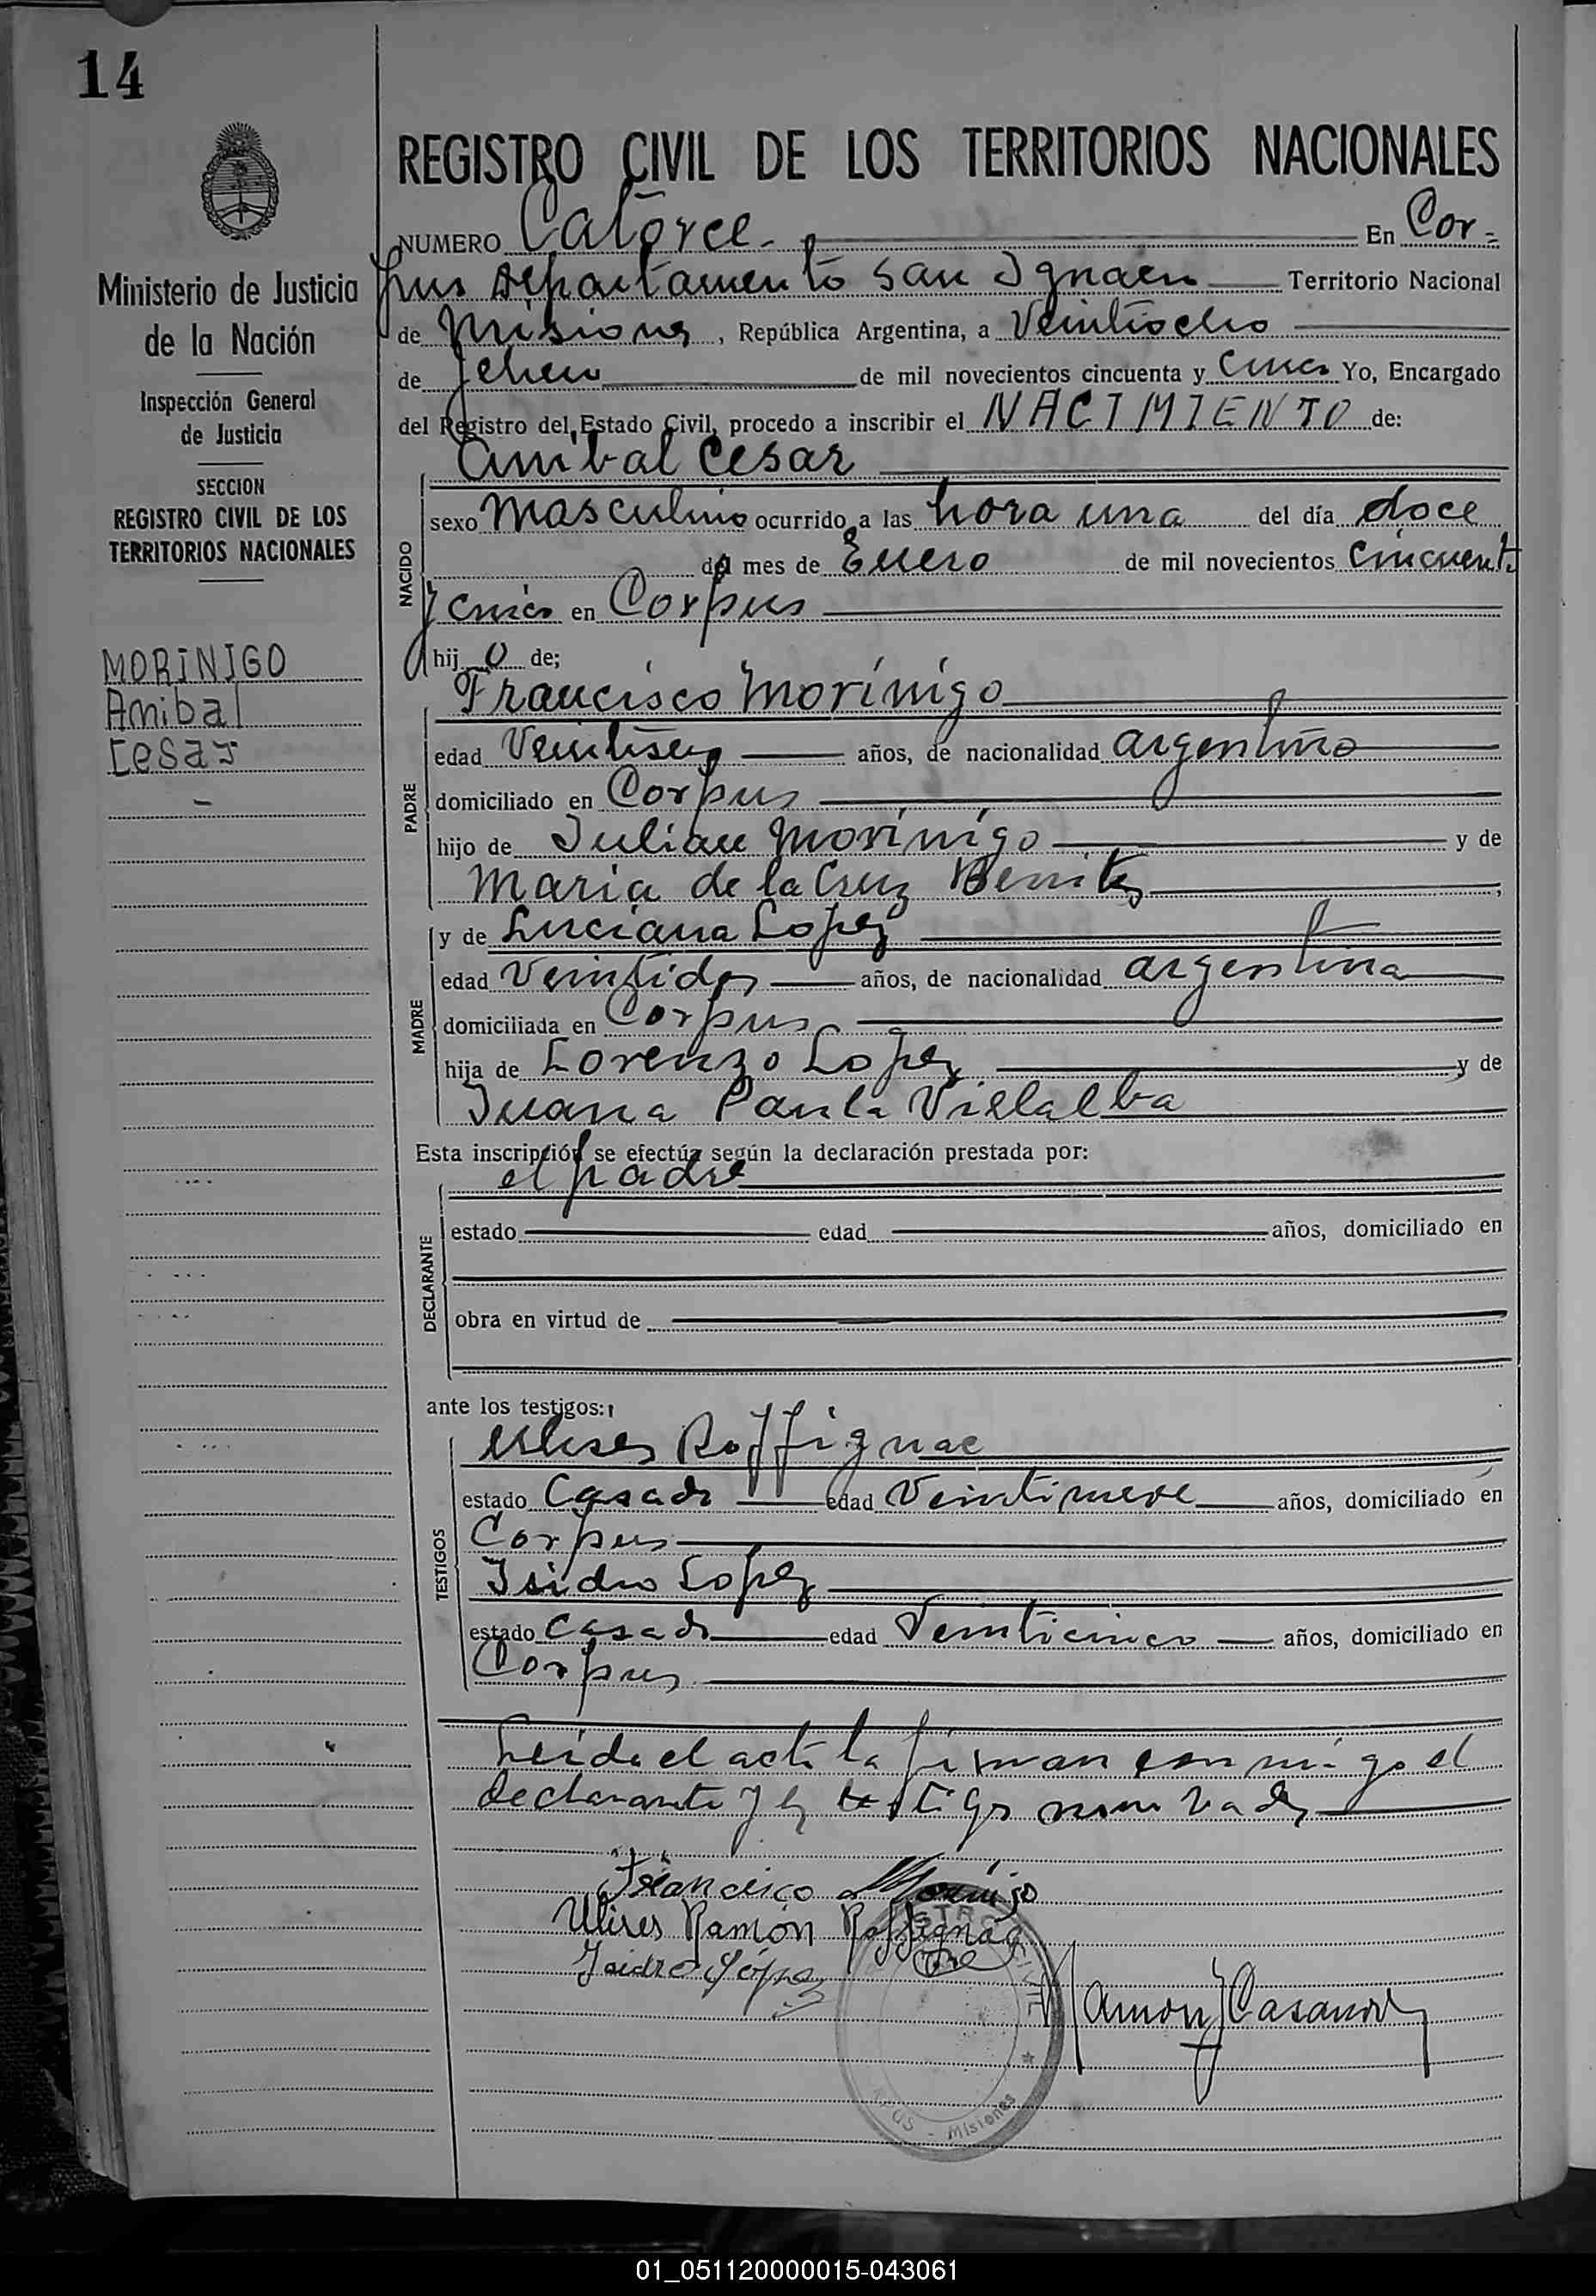 14
REGISTRO CIVIL DE LOS TERRITORIOS NACIONALES
NUMERO Catorce En Cor=
pus departamento San Ignacio Territorio Nacional
de Misiones, República Argentina, a Veintiocho
de de mil novecientos cincuenta y Cinco Yo, Encargado
del Registro del Estado Civil, procedo a inscribir el NACIMIENTO de:
Ministerio de Justicia
de la Nación
Inspección General
de Justicia
SECCION
REGISTRO CIVIL DE LOS
TERRITORIOS NACIONALES
MORINIGO
Anibal
Cesar
NACIDO
Anibal Cesar
sexo Masculino ocurrido a las hora una del día doce
del mes de Enero de mil novecientos Cincuenta
y Cinco en Corpus
hijo de;
PADRE
Francisco Morínigo
edad Veintiseis años, de nacionalidad argentino
domiciliado en Corpus
hijo de Julian Morínigo y de
Maria de la Cruz Benitez,
MADRE
y de Luciana Lopez
edad Veintidos años, de nacionalidad argentina
domiciliada en Corpus
hija de Lorenzo Lopez y de
Juana Paula Villalba
Esta inscripción se efectúa según la declaración prestada por:
DECLARANTE
el padre
estado edad años, domiciliado en
obra en virtud de
ante los testigos:
TESTIGOS
Ulises Roffignac
estado Casado edad Veintinueve años, domiciliado en
Corpus
Isidro Lopez
estado Casado edad Veinticinco años, domiciliado en
Corpus
Leida el acta la firman conmigo el
declarante y los testigos nombrados
Francisco Morinigo
Ulises Ramón Roffignac
Isidro López
Ramon J Casanova
Misiones
01_051120000015-043061